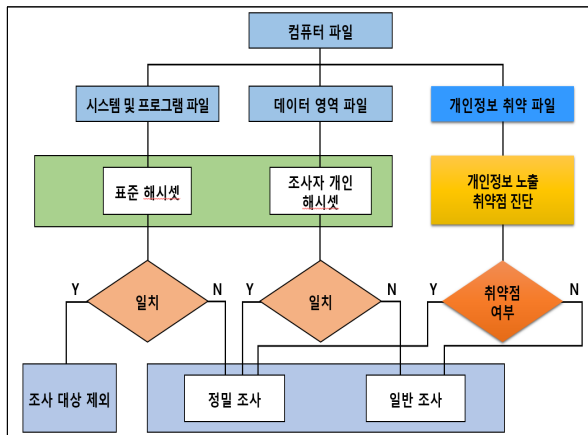 컴퓨터 파일
시스템 및 프로그램 파일
데이터 영역 파일
개인정보 취약 파일
표준 해시셋
조사자 개인
해시셋
개인정보 노출
취약점 진단
Y
일치
N
Y
일치
N
Y
취약점
여부
N
조사 대상 제외
정밀 조사
일반 조사